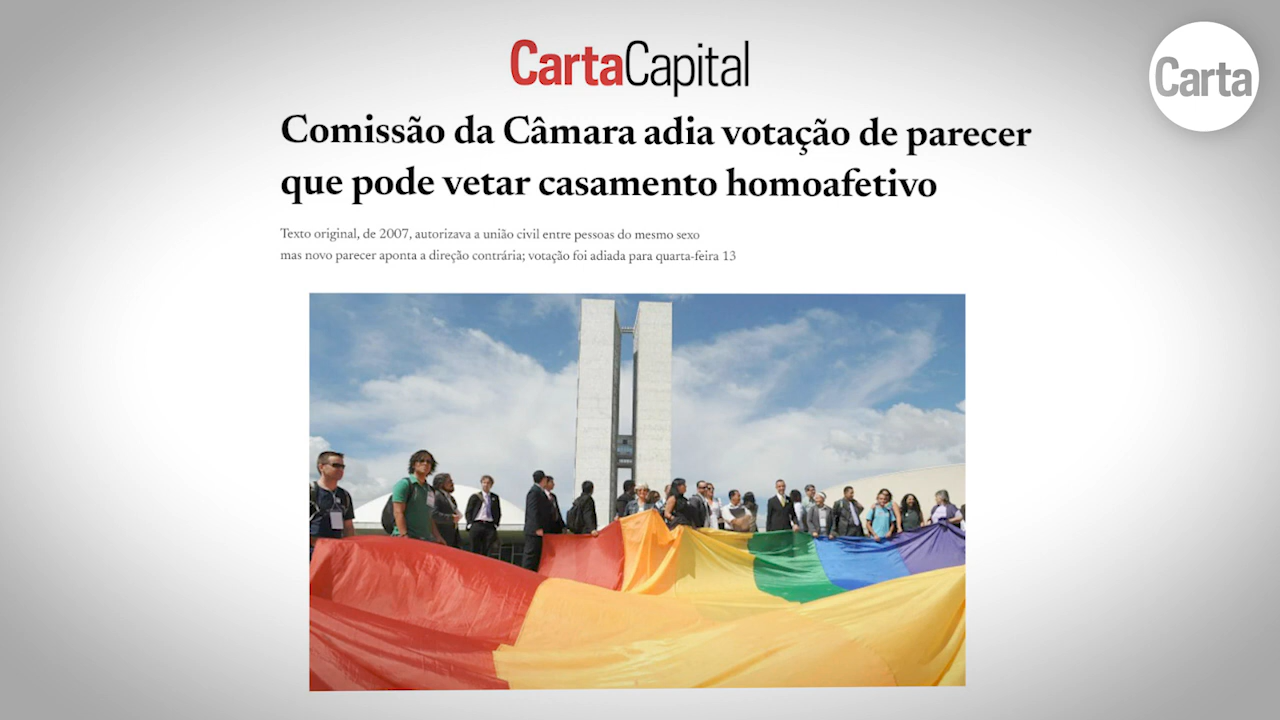 CartaCapital
Carta
Comissão da Câmara adia votação de parecer
que pode vetar casamento homoafetivo
Texto original, de 2007, autorizava a união civil entre pessoas do mesmo sexo
mas novo parecer aponta a direção contrária; votação foi adiada para quarta-feira 13